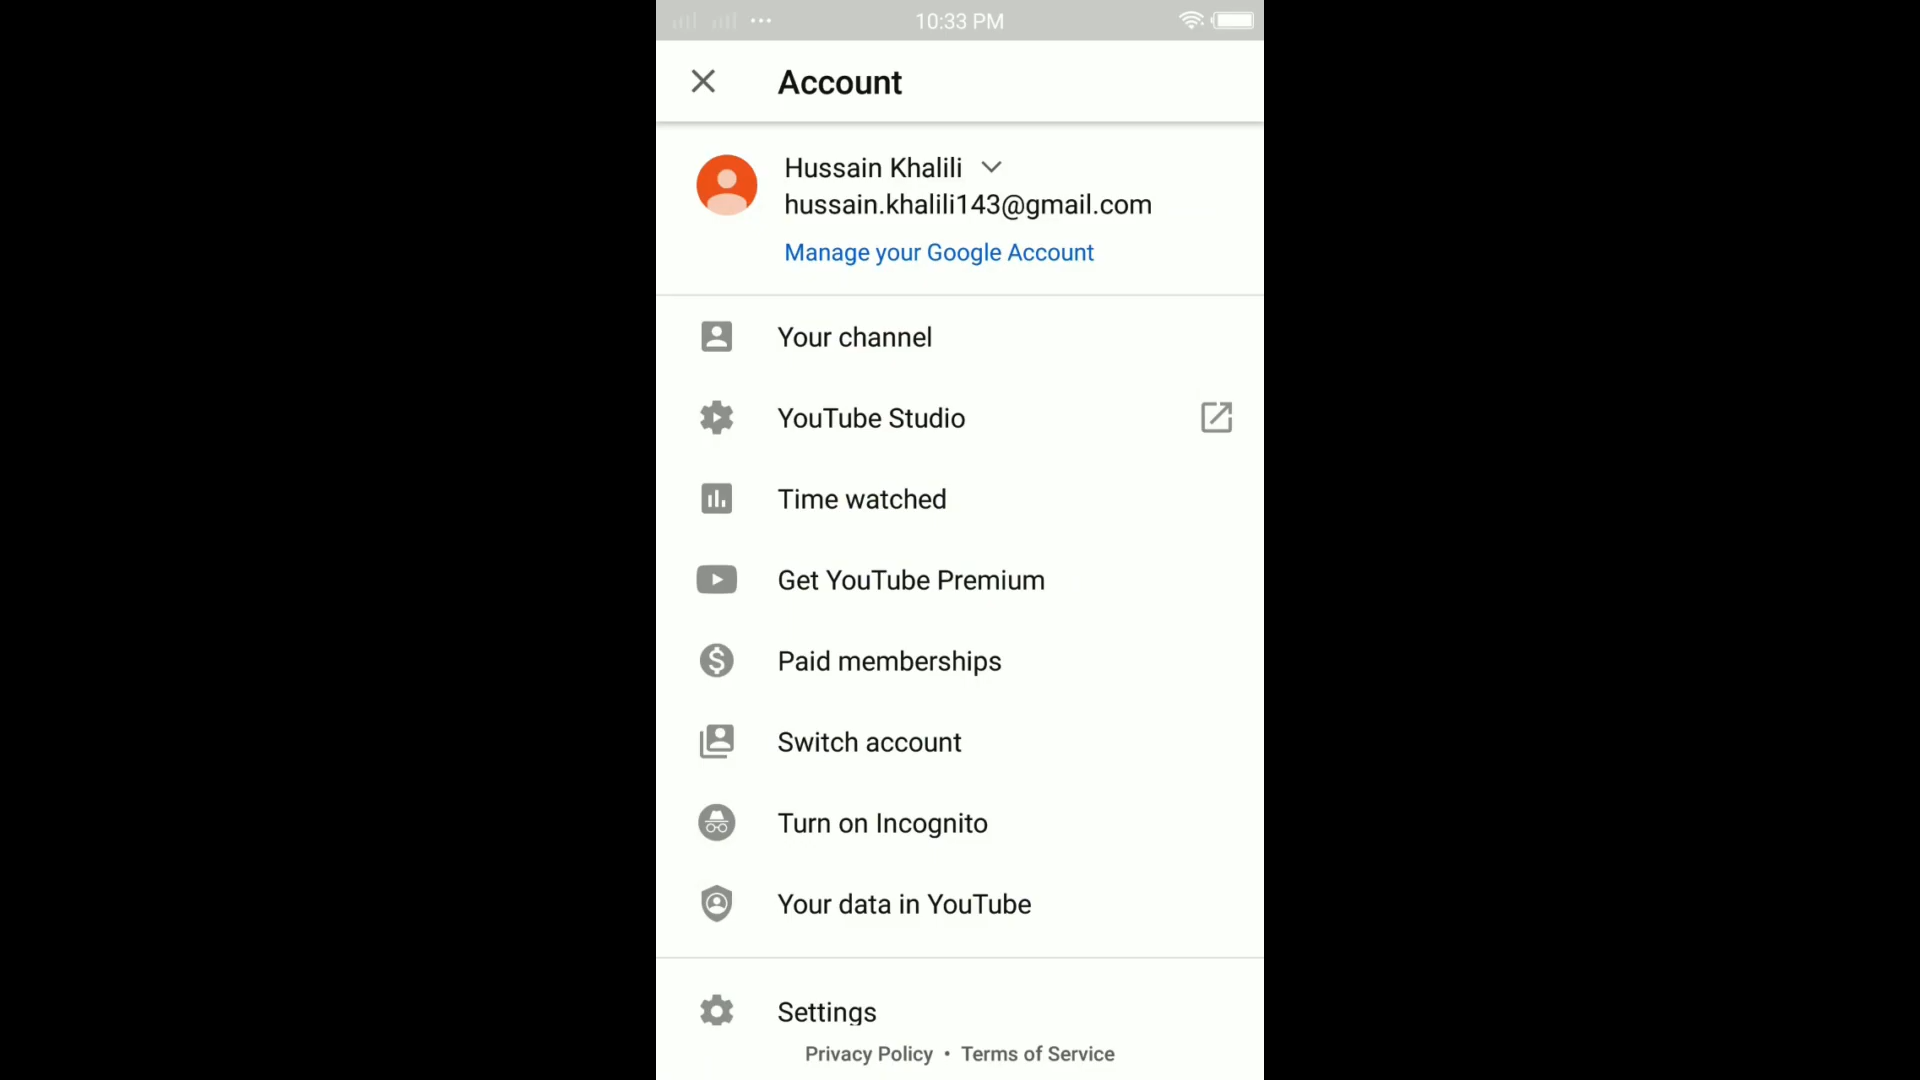 10:33 PM
Account
Hussain Khalili
hussain.khalili143@gmail.com
Manage your Google Account
Your channel
YouTube Studio
Time watched
Get YouTube Premium
Paid memberships
Switch account
Turn on Incognito
Your data in YouTube
Settings
Privacy Policy • Terms of Service